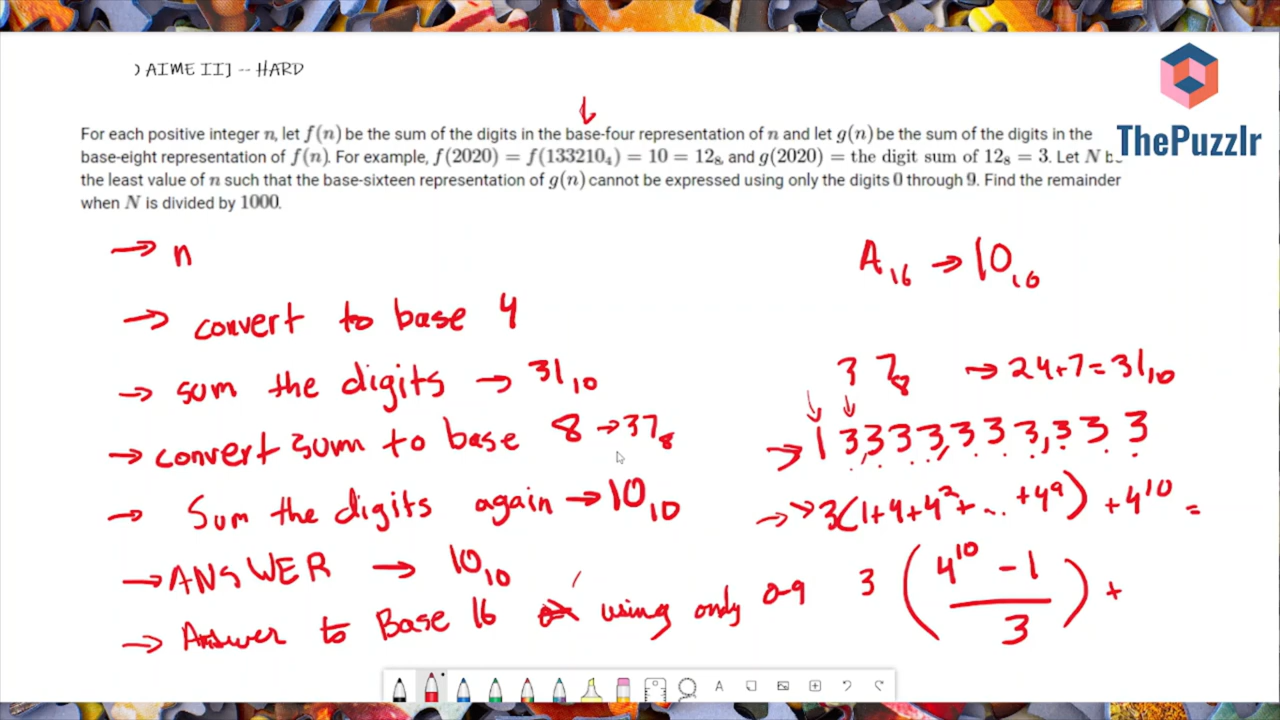 ) AIME II] -- HARD
ThePuzzlr
For each positive integer n, let f(n) be the sum of the digits in the base-four representation of n and let g(n) be the sum of the digits in the
base-eight representation of f(n). For example, f(2020) = f(133210₄) = 10 = 12₈, and g(2020) = the digit sum of 12₈ = 3. Let N b
the least value of n such that the base-sixteen representation of g(n) cannot be expressed using only the digits 0 through 9. Find the remainder
when N is divided by 1000.
→ n
A₁₆ → 10₁₀
→ convert to base 4
→ sum the digits → 31₁₀
37₈ → 24+7=31₁₀
→ convert sum to base 8 → 37₈
→ 1 3,3 3 3,3 3 3,3 3 3
→ Sum the digits again → 10₁₀
→ 3(1+4+4²+...+4⁹) + 4¹⁰ =
→ ANSWER → 10₁₀
3 ( (4¹⁰ - 1) / 3 ) +
→ Answer to Base 16 using only 0-9